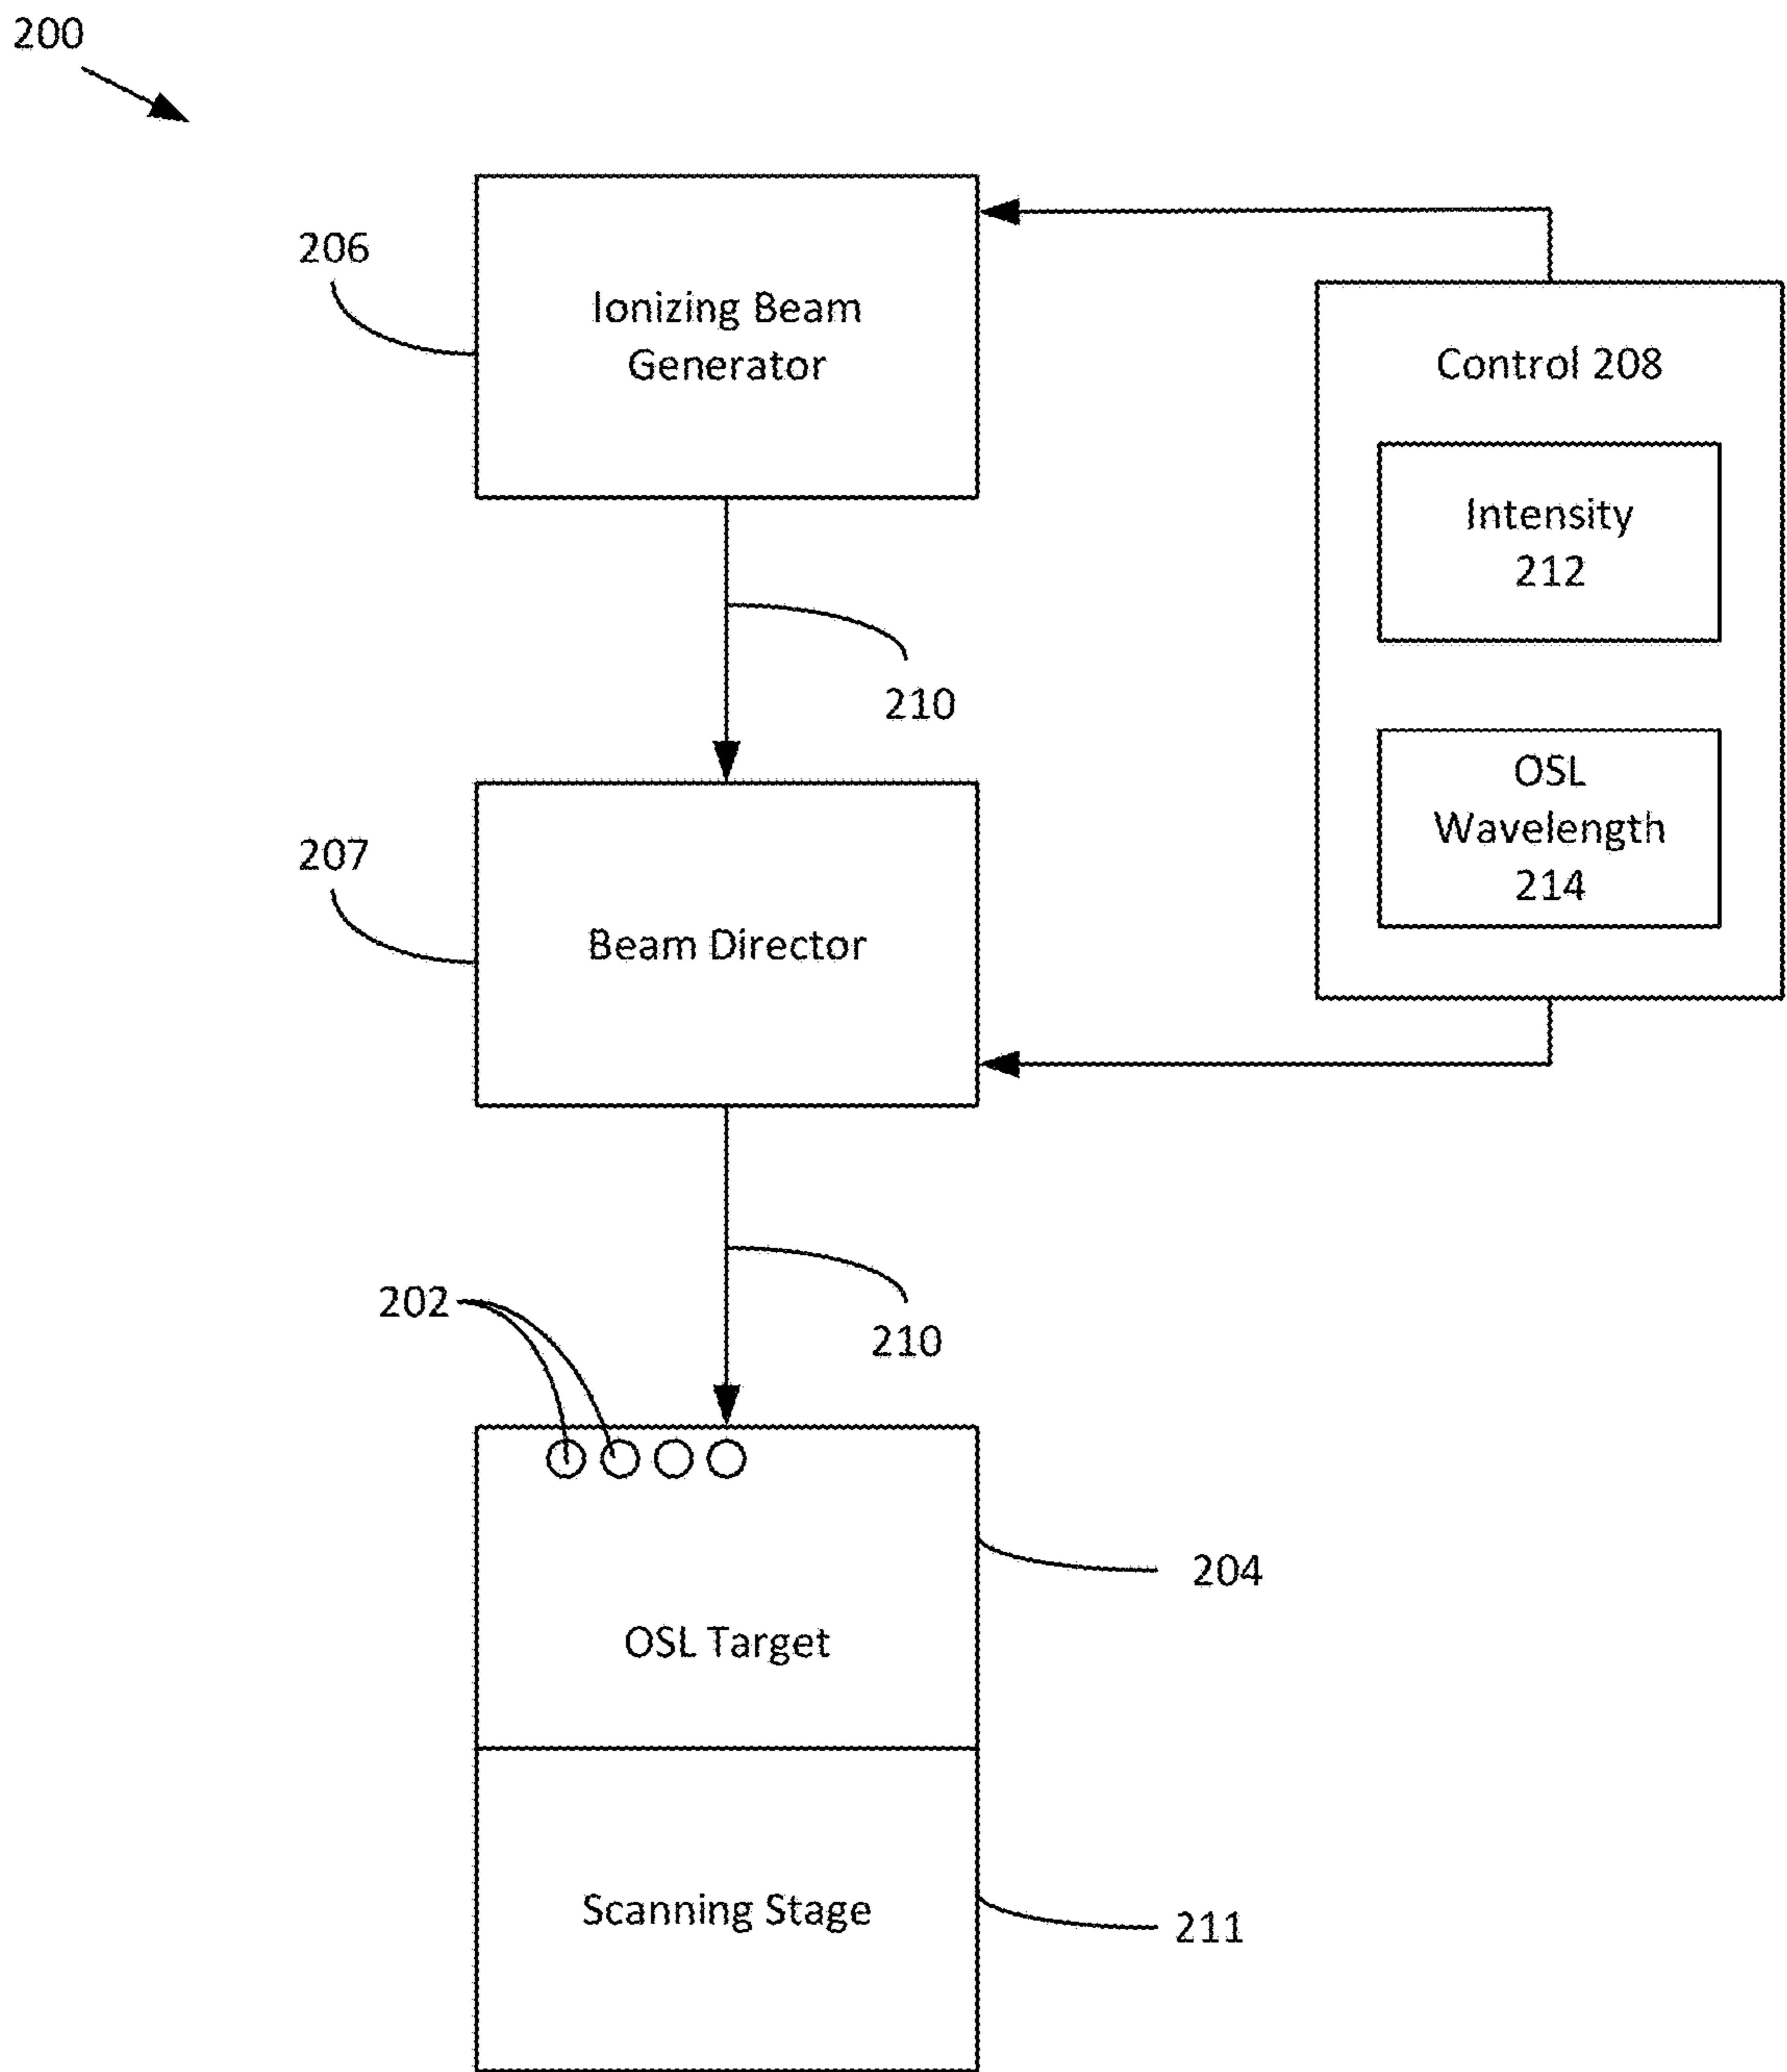 200
206
Ionizing Beam
Generator
Control 208
Intensity
212
210
OSL
Wavelength
214
207
Beam Director
202
210
204
OSL Target
Scanning Stage
211